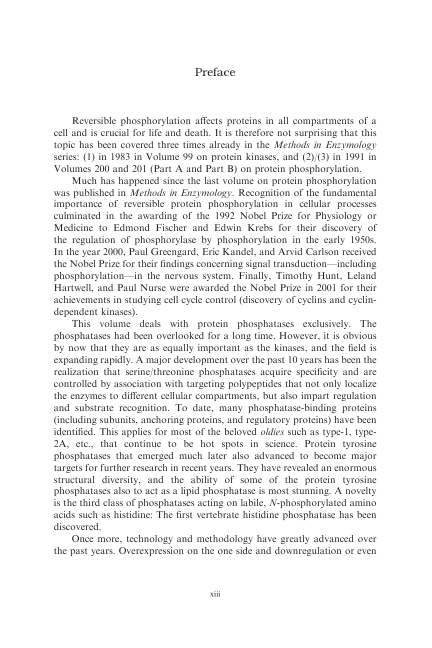 Preface
Reversible phosphorylation affects proteins in all compartments of a
cell and is crucial for life and death. It is therefore not surprising that this
topic has been covered three times already in the Methods in Enzymology
series: (1) in 1983 in Volume 99 on protein kinases, and (2)/(3) in 1991 in
Volumes 200 and 201 (Part A and Part B) on protein phosphorylation.
Much has happened since the last volume on protein phosphorylation
was published in Methods in Enzymology. Recognition of the fundamental
importance of reversible protein phosphorylation in cellular processes
culminated in the awarding of the 1992 Nobel Prize for Physiology or
Medicine to Edmond Fischer and Edwin Krebs for their discovery of
the regulation of phosphorylase by phosphorylation in the early 1950s.
In the year 2000, Paul Greengard, Eric Kandel, and Arvid Carlson received
the Nobel Prize for their findings concerning signal transduction—including
phosphorylation—in the nervous system. Finally, Timothy Hunt, Leland
Hartwell, and Paul Nurse were awarded the Nobel Prize in 2001 for their
achievements in studying cell cycle control (discovery of cyclins and cyclin-
dependent kinases).
This volume deals with protein phosphatases exclusively. The
phosphatases had been overlooked for a long time. However, it is obvious
by now that they are as equally important as the kinases, and the field is
expanding rapidly. A major development over the past 10 years has been the
realization that serine/threonine phosphatases acquire specificity and are
controlled by association with targeting polypeptides that not only localize
the enzymes to different cellular compartments, but also impart regulation
and substrate recognition. To date, many phosphatase-binding proteins
(including subunits, anchoring proteins, and regulatory proteins) have been
identified. This applies for most of the beloved oldies such as type-1, type-
2A, etc., that continue to be hot spots in science. Protein tyrosine
phosphatases that emerged much later also advanced to become major
targets for further research in recent years. They have revealed an enormous
structural diversity, and the ability of some of the protein tyrosine
phosphatases also to act as a lipid phosphatase is most stunning. A novelty
is the third class of phosphatases acting on labile, N-phosphorylated amino
acids such as histidine: The first vertebrate histidine phosphatase has been
discovered.
Once more, technology and methodology have greatly advanced over
the past years. Overexpression on the one side and downregulation or even
xiii